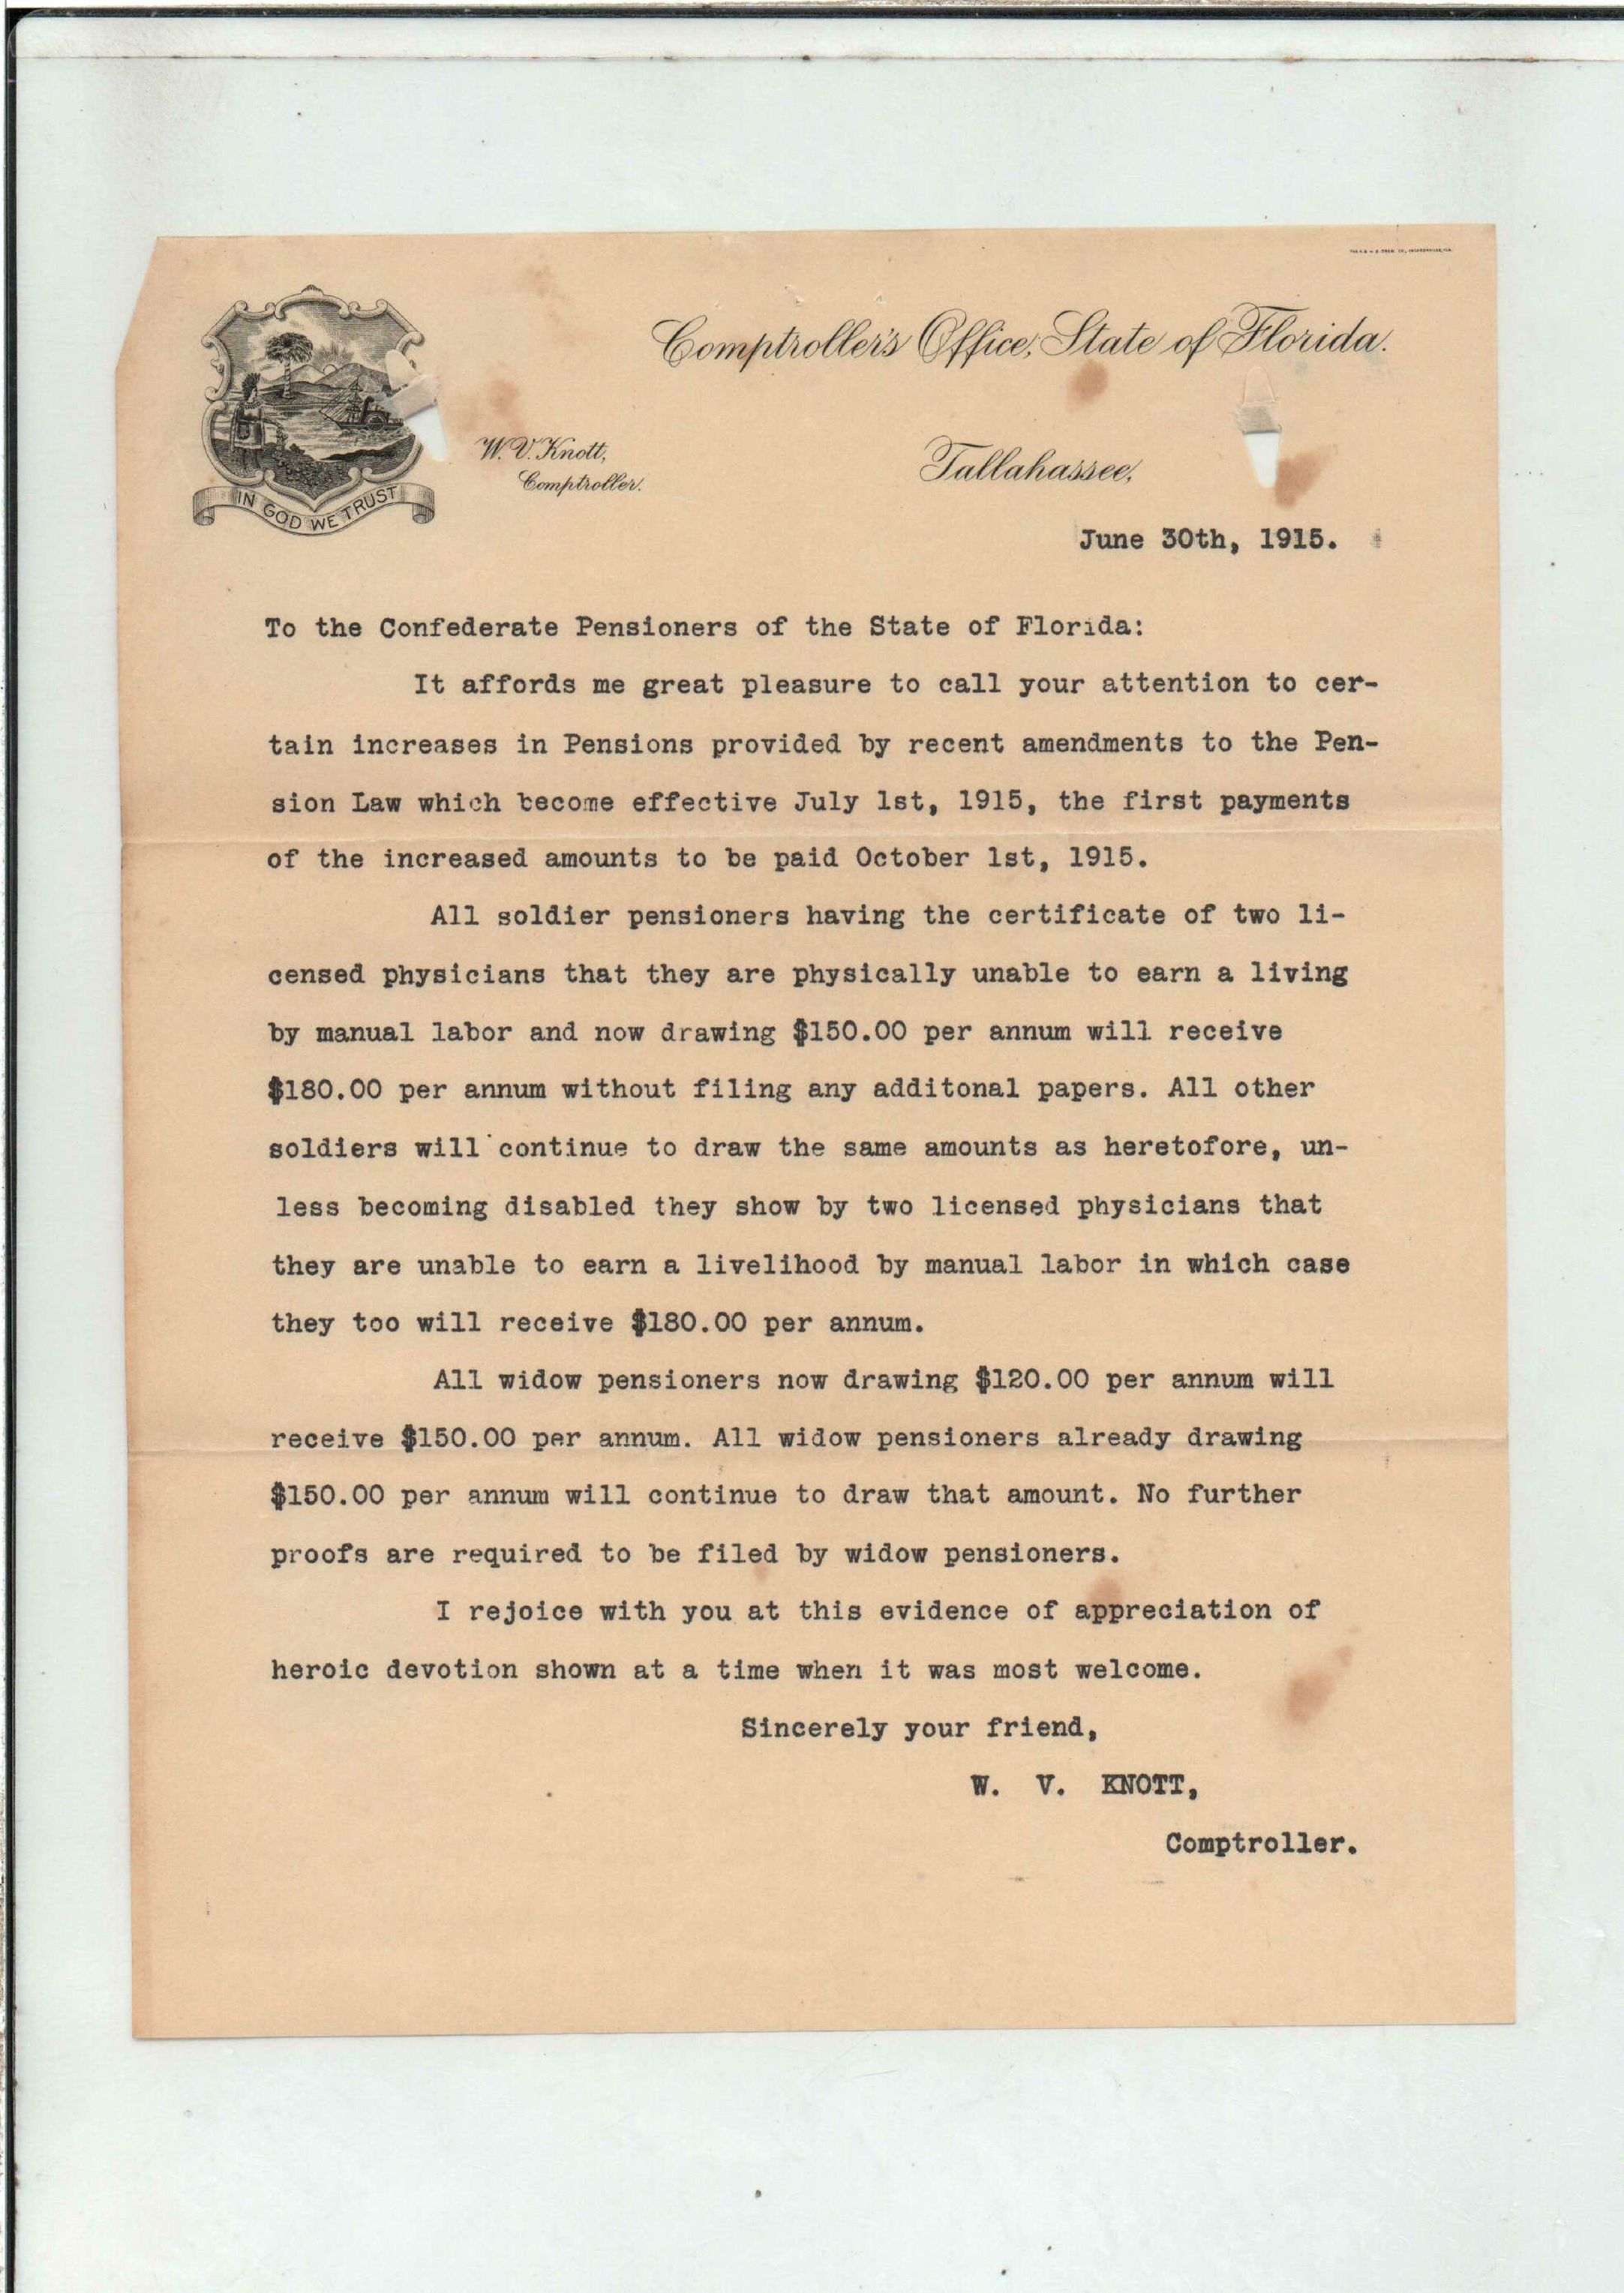 Comptroller's Office, State of Florida.
W. V. Knott,
Comptroller.
Tallahassee,
IN GOD WE TRUST
June 30th, 1915.
To the Confederate Pensioners of the State of Florida:
It affords me great pleasure to call your attention to cer-
tain increases in Pensions provided by recent amendments to the Pen-
sion Law which become effective July 1st, 1915, the first payments
of the increased amounts to be paid October 1st, 1915.
All soldier pensioners having the certificate of two li-
censed physicians that they are physically unable to earn a living
by manual labor and now drawing $150.00 per annum will receive
$180.00 per annum without filing any additonal papers. All other
soldiers will continue to draw the same amounts as heretofore, un-
less becoming disabled they show by two licensed physicians that
they are unable to earn a livelihood by manual labor in which case
they too will receive $180.00 per annum.
All widow pensioners now drawing $120.00 per annum will
receive $150.00 per annum. All widow pensioners already drawing
$150.00 per annum will continue to draw that amount. No further
proofs are required to be filed by widow pensioners.
I rejoice with you at this evidence of appreciation of
heroic devotion shown at a time when it was most welcome.
Sincerely your friend,
W. V. KNOTT,
Comptroller.